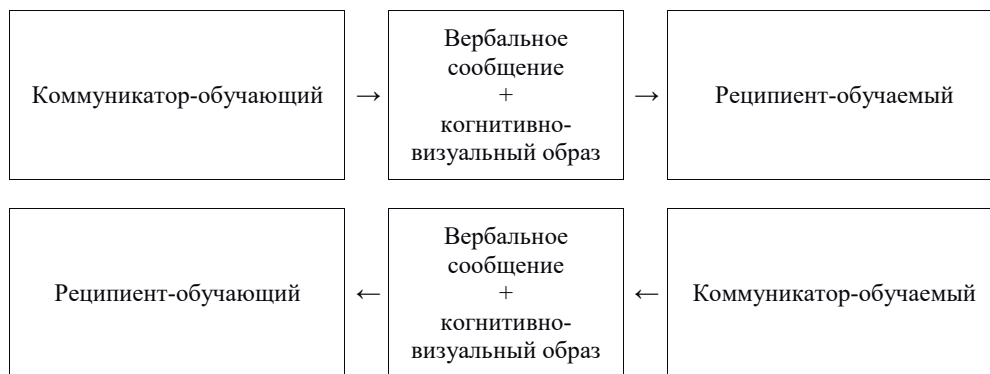 Коммуникатор-обучающий
→
Вербальное
сообщение
+
когнитивно-
визуальный образ
→
Реципиент-обучаемый
Реципиент-обучающий
←
Вербальное
сообщение
+
когнитивно-
визуальный образ
←
Коммуникатор-обучаемый